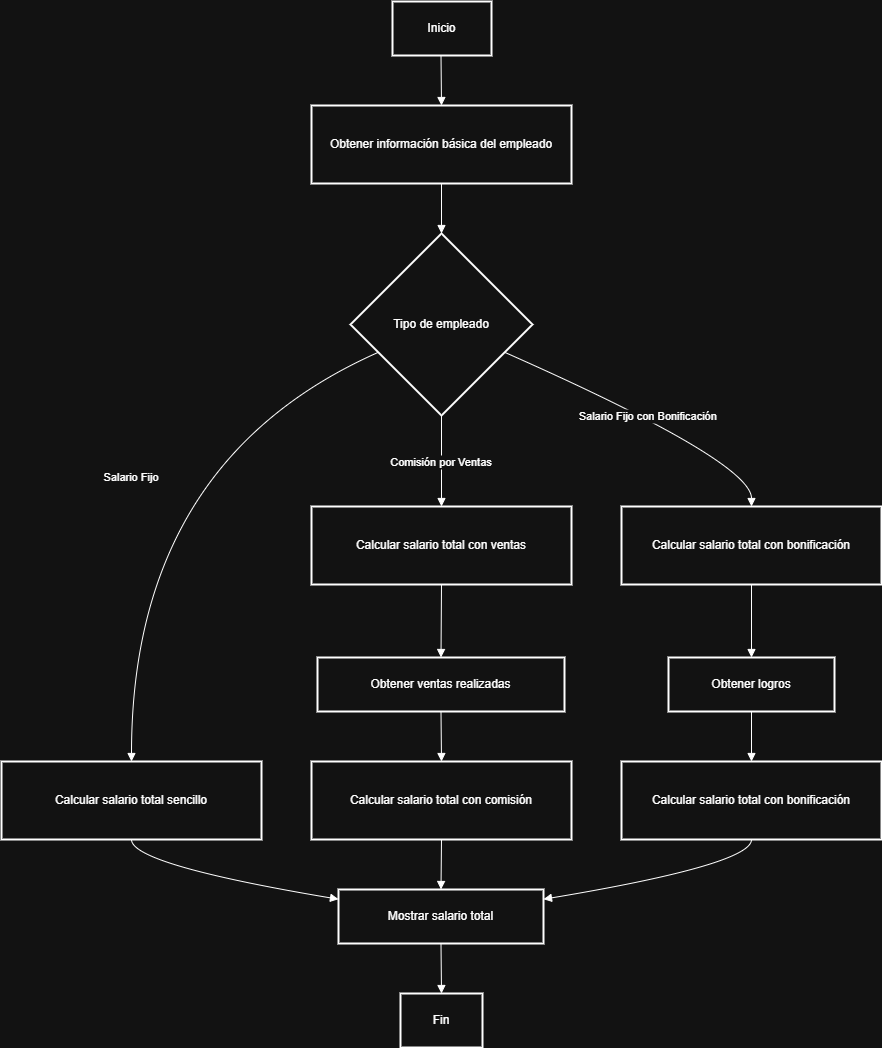 Inicio
Obtener información básica del empleado
Tipo de empleado
Salario Fijo con Bonificación
Comisión por Ventas
Salario Fijo
Calcular salario total con ventas
Calcular salario total con bonificación
Obtener ventas realizadas
Obtener logros
Calcular salario total sencillo
Calcular salario total con comisión
Calcular salario total con bonificación
Mostrar salario total
Fin